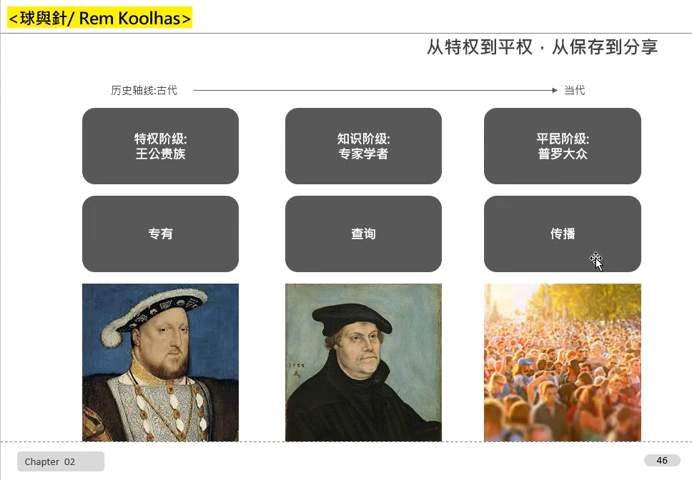 <球與針/ Rem Koolhas>
从特权到平权，从保存到分享
历史轴线:古代
当代
特权阶级:
王公贵族
知识阶级:
专家学者
平民阶级:
普罗大众
专有
查询
传播
Chapter 02
46